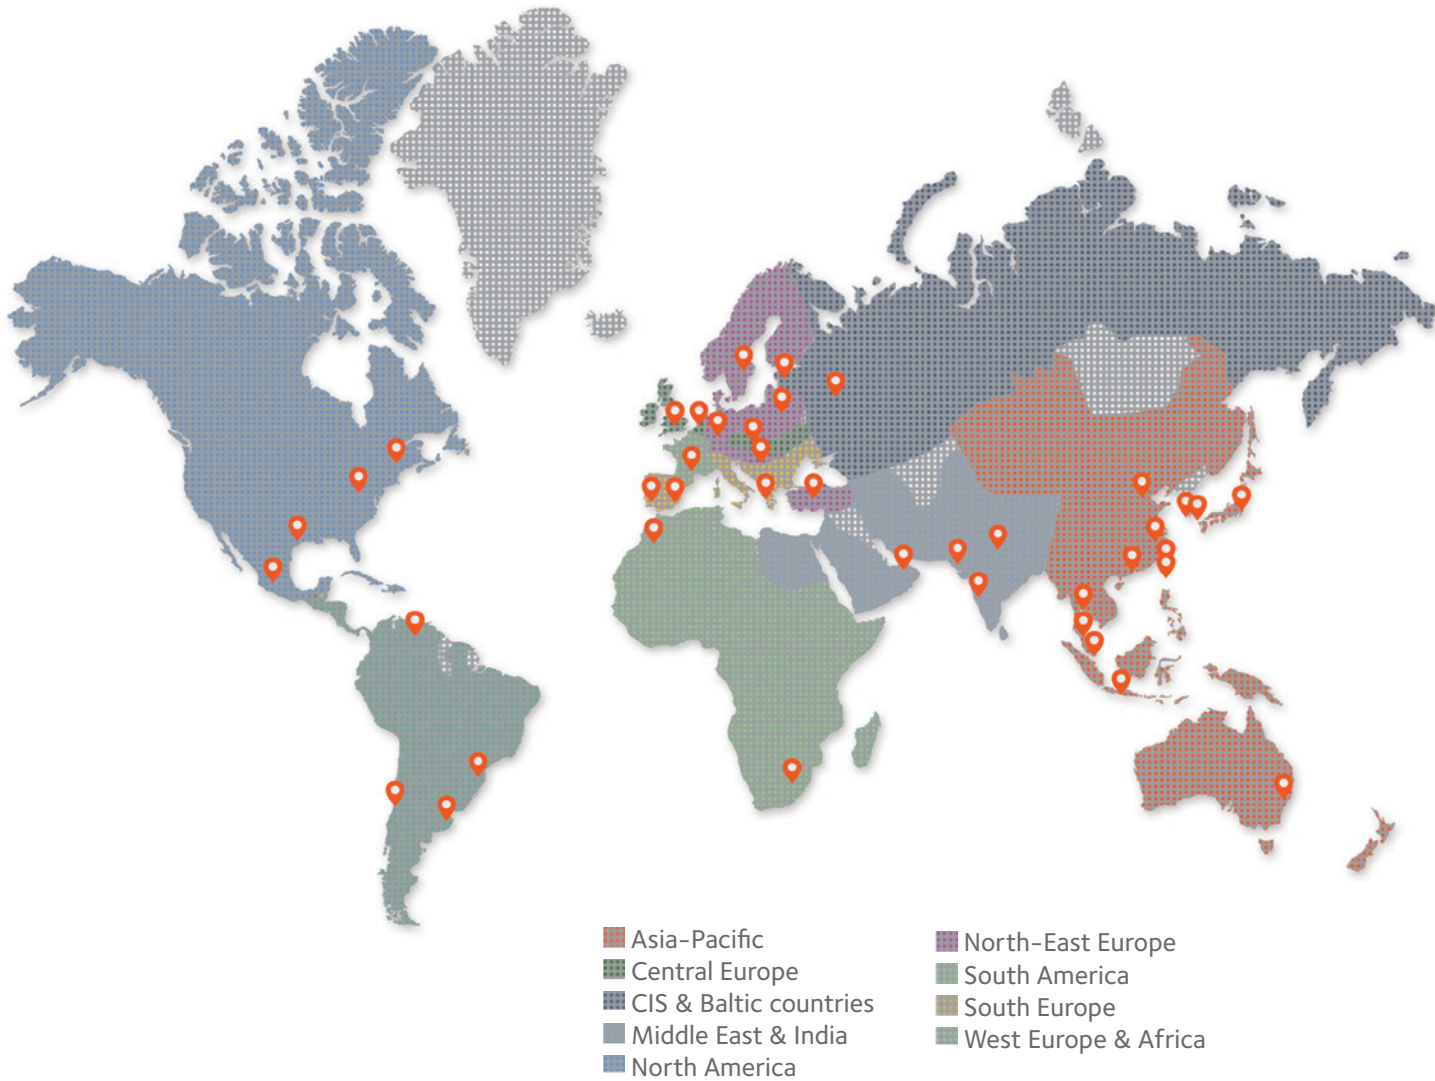 Asia-Pacific
Central Europe
CIS & Baltic countries
Middle East & India
North America
North-East Europe
South America
South Europe
West Europe & Africa